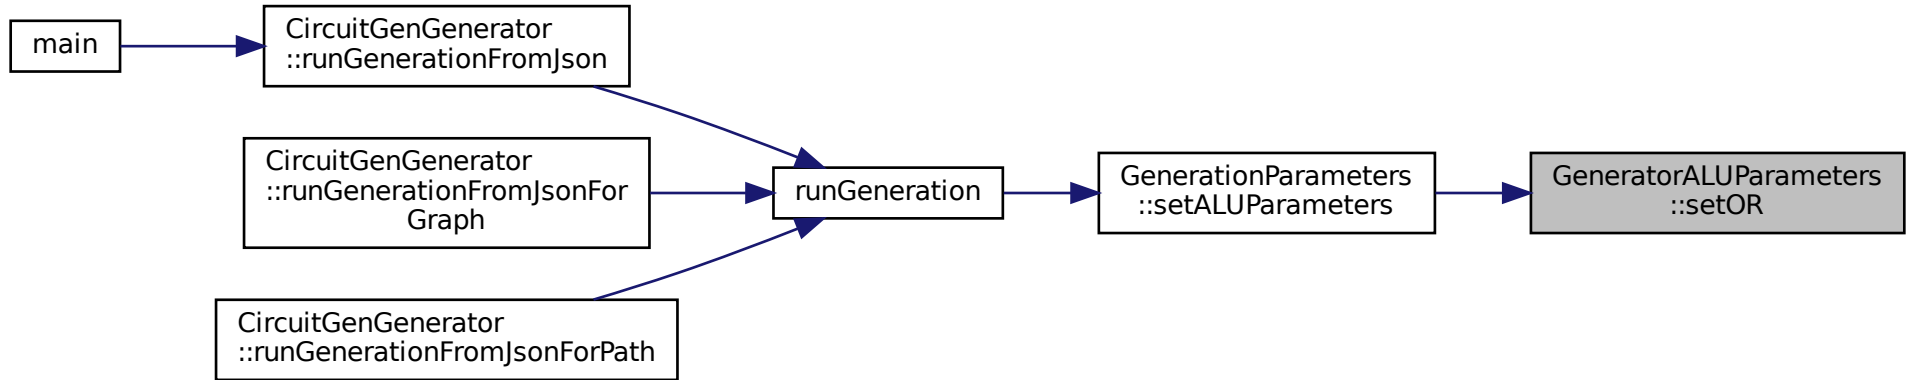 main
CircuitGenGenerator
::runGenerationFromJson
CircuitGenGenerator
::runGenerationFromJsonFor
Graph
CircuitGenGenerator
::runGenerationFromJsonForPath
runGeneration
GenerationParameters
::setALUParameters
GeneratorALUParameters
::setOR